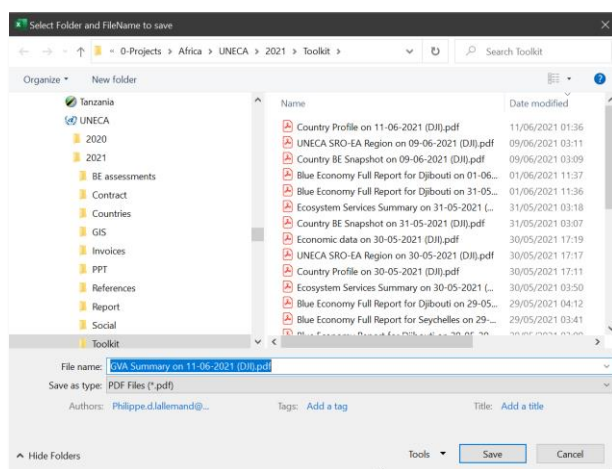 Select Folder and FileName to save
« 0-Projects > Africa > UNECA > 2021 > Toolkit >
Search Toolkit
Organize
New folder
Name
Date modified
Tanzania
UNECA
2020
2021
BE assessments
Contract
Countries
GIS
Invoices
PPT
References
Report
Social
Toolkit
Country Profile on 11-06-2021 (DJI).pdf 11/06/2021 01:36
UNECA SRO-EA Region on 09-06-2021 (DJI).pdf 09/06/2021 03:11
Country BE Snapshot on 09-06-2021 (DJI).pdf 09/06/2021 03:09
Blue Economy Full Report for Djibouti on 01-06... 01/06/2021 11:37
Blue Economy Full Report for Djibouti on 31-05... 01/06/2021 11:36
Ecosystem Services Summary on 31-05-2021 (... 31/05/2021 03:18
Country BE Snapshot on 31-05-2021 (DJI).pdf 31/05/2021 03:07
Economic data on 30-05-2021 (DJI).pdf 30/05/2021 17:19
UNECA SRO-EA Region on 30-05-2021 (DJI).pdf 30/05/2021 17:17
Country Profile on 30-05-2021 (DJI).pdf 30/05/2021 17:11
Ecosystem Services Summary on 30-05-2021 (... 30/05/2021 03:50
Blue Economy Full Report for Djibouti on 29-05... 29/05/2021 04:12
Blue Economy Full Report for Seychelles on 29-... 29/05/2021 03:41
File name: GVA Summary on 11-06-2021 (DJI).pdf
Save as type: PDF Files (*.pdf)
Authors: Philippe.d.lallemand@...
Tags: Add a tag
Title: Add a title
Hide Folders
Tools
Save
Cancel